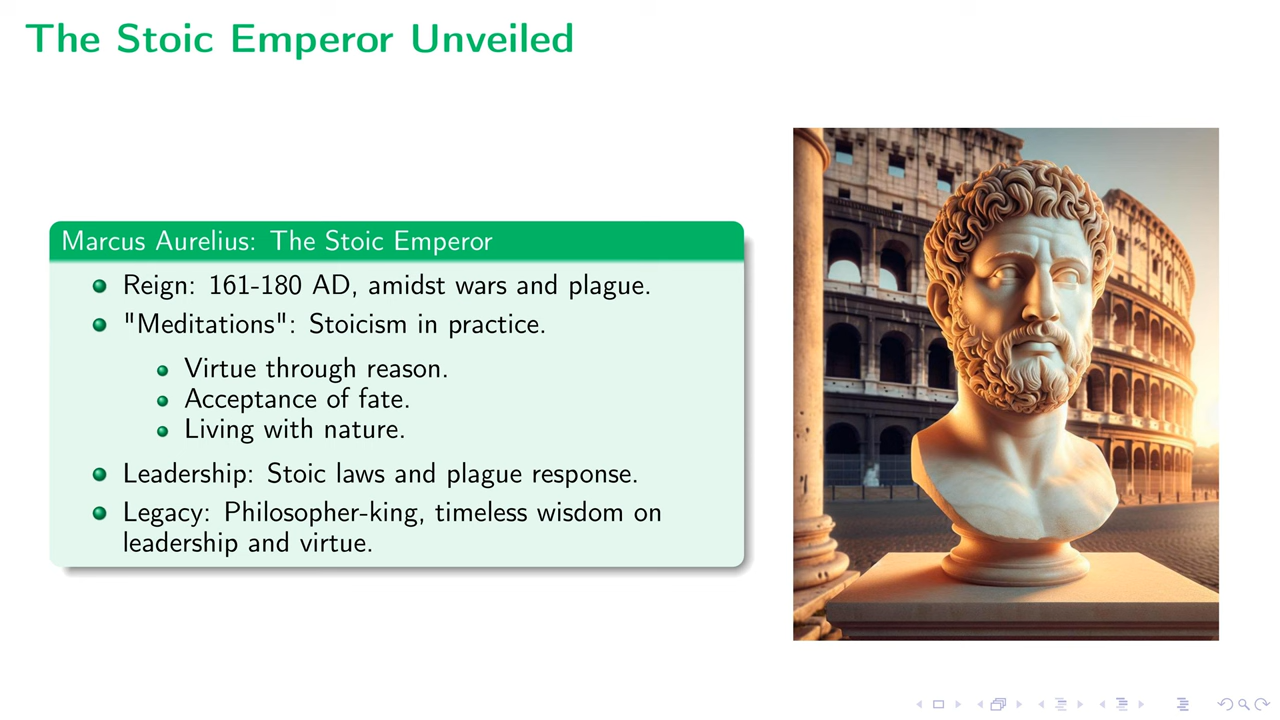 The Stoic Emperor Unveiled
Marcus Aurelius: The Stoic Emperor
Reign: 161-180 AD, amidst wars and plague.
"Meditations": Stoicism in practice.
Virtue through reason.
Acceptance of fate.
Living with nature.
Leadership: Stoic laws and plague response.
Legacy: Philosopher-king, timeless wisdom on
leadership and virtue.